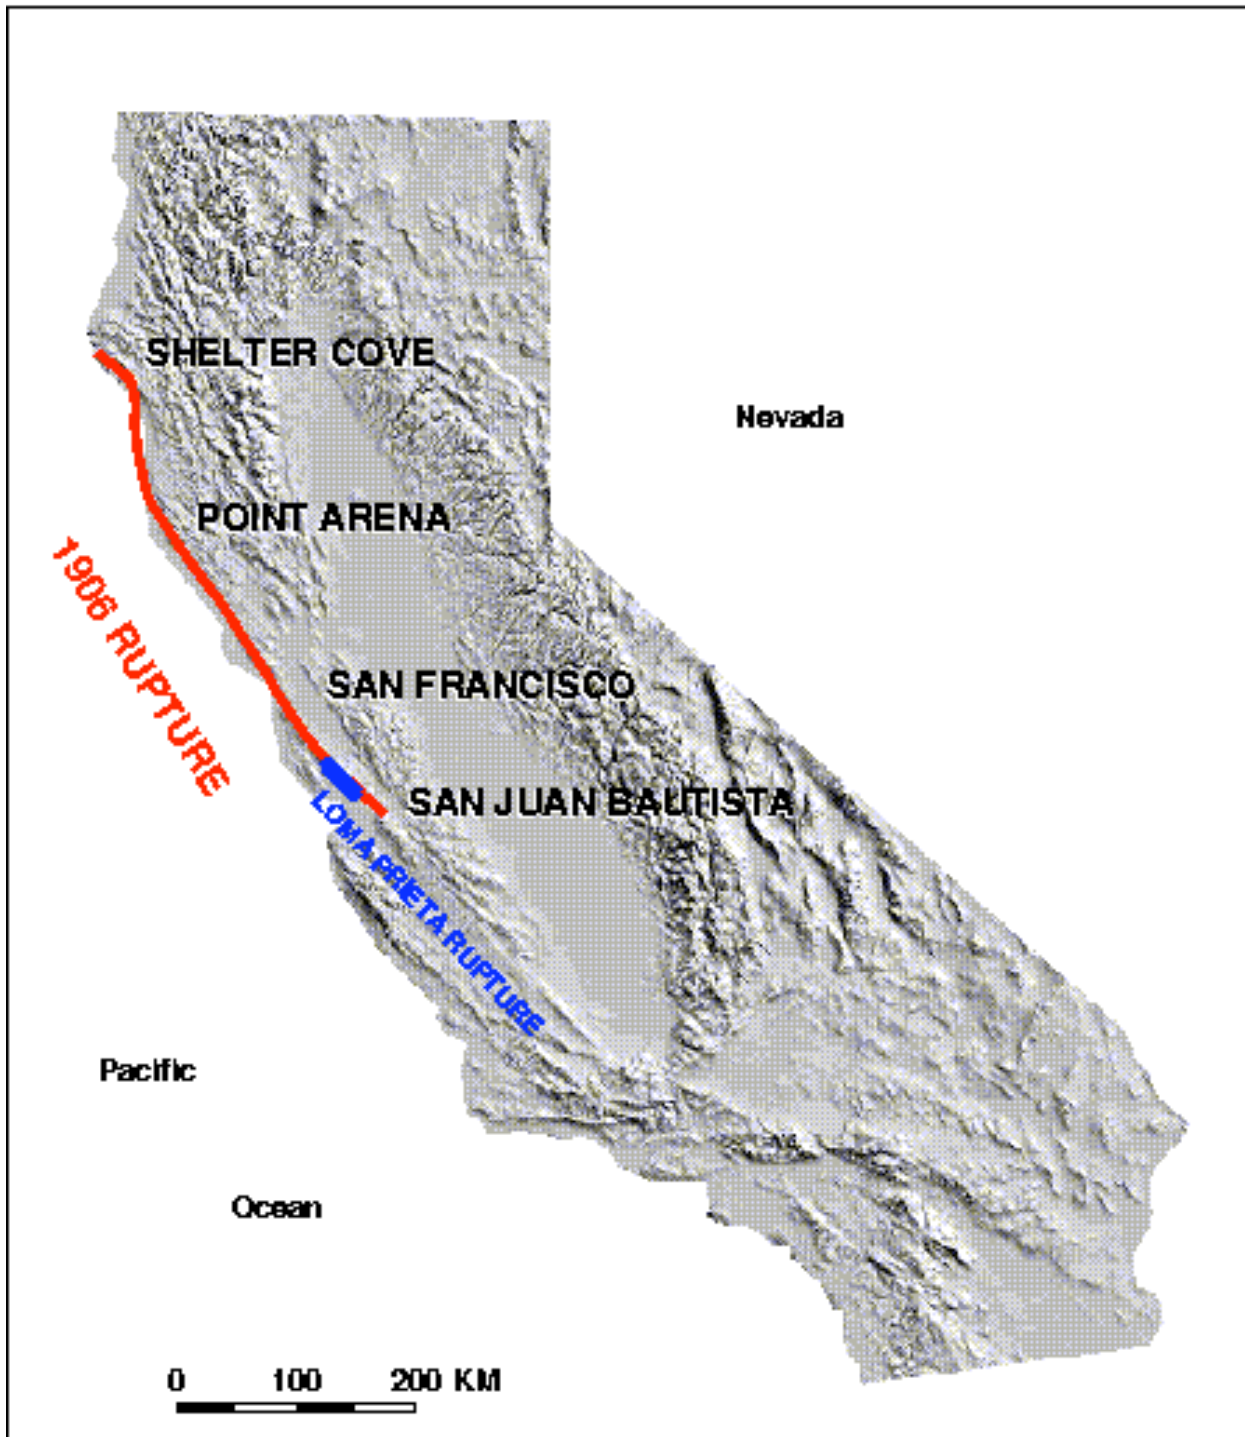 SHELTER COVE
Nevada
POINT ARENA
1906 RUPTURE
SAN FRANCISCO
SAN JUAN BAUTISTA
LOMA PRIETA RUPTURE
Pacific
Ocean
0 100 200 KM